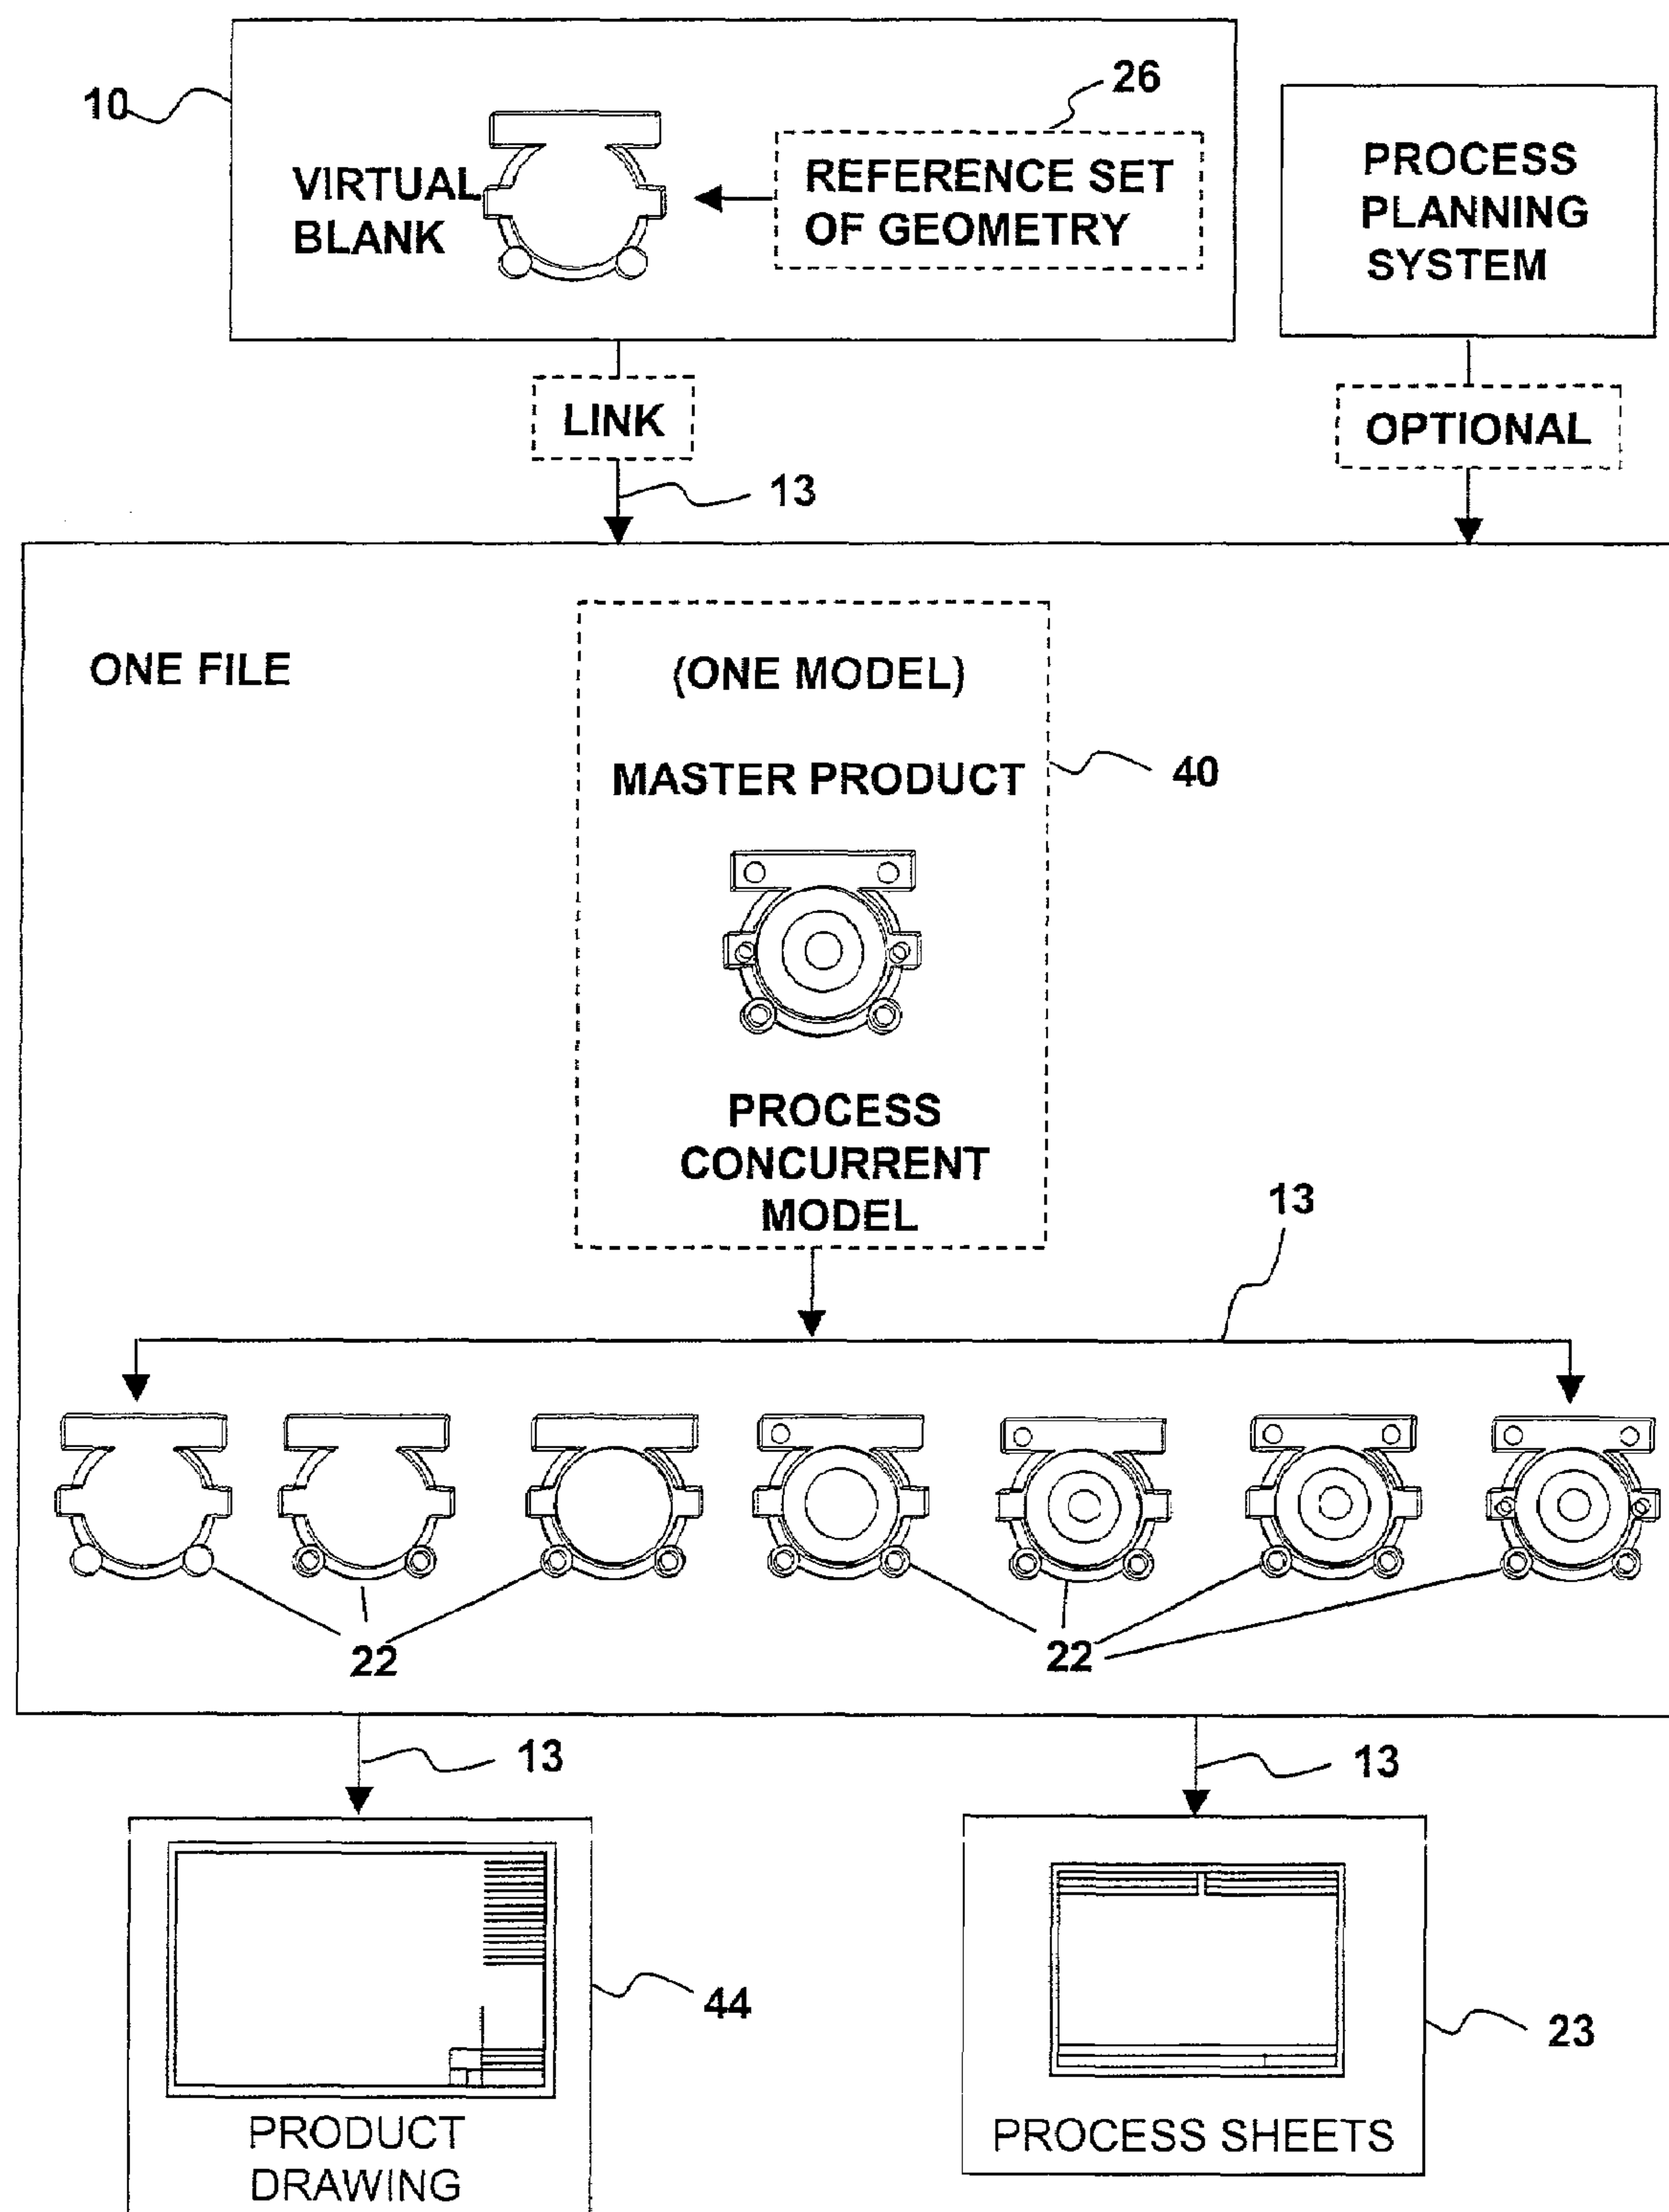 10
VIRTUAL
BLANK
26
REFERENCE SET
OF GEOMETRY
PROCESS
PLANNING
SYSTEM
LINK
OPTIONAL
13
ONE FILE
(ONE MODEL)
MASTER PRODUCT
40
PROCESS
CONCURRENT
MODEL
13
22
22
13
13
44
23
PRODUCT
DRAWING
PROCESS SHEETS